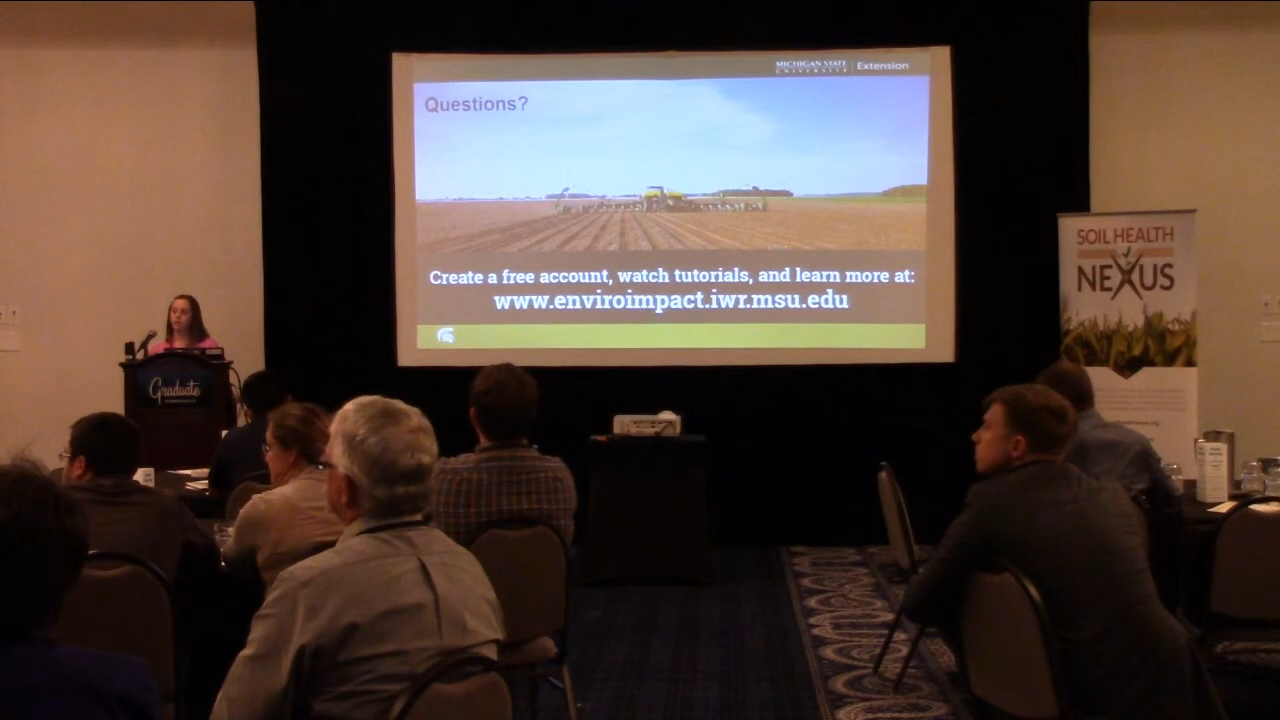 MICHIGAN STATE
UNIVERSITY
Extension
Questions?
Create a free account, watch tutorials, and learn more at:
www.enviroimpact.iwr.msu.edu
SOIL HEALTH
NEXUS
Graduate